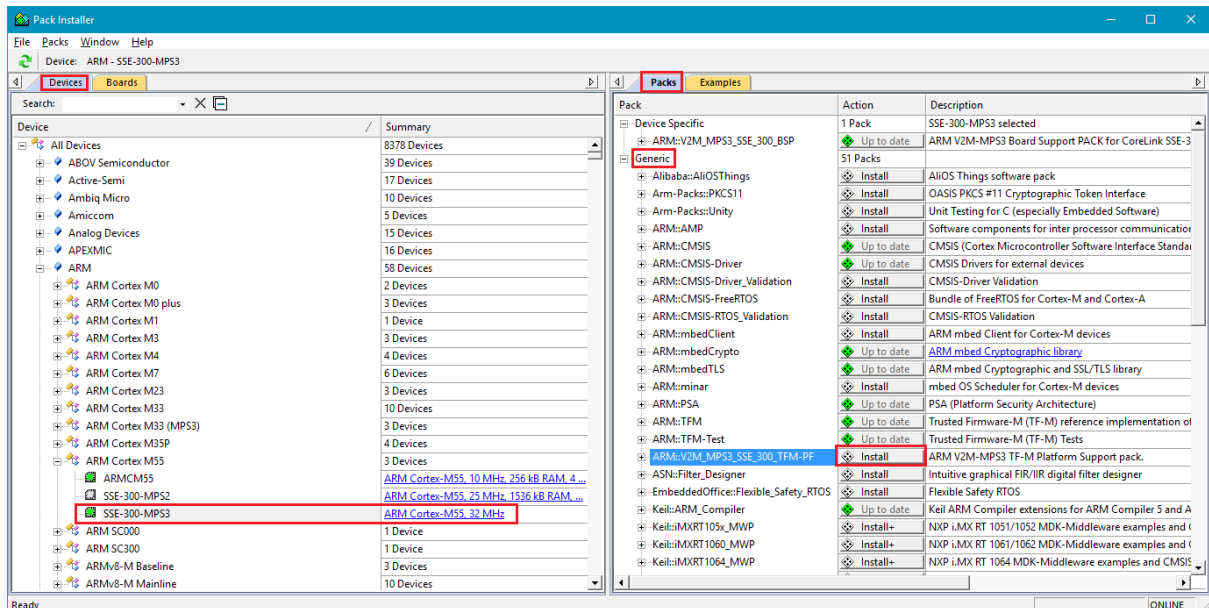 Pack Installer
File Packs Window Help
Device: ARM - SSE-300-MPS3
Devices Boards
Search:
Device / Summary
All Devices 8378 Devices
ABOV Semiconductor 39 Devices
Active-Semi 17 Devices
Ambiq Micro 10 Devices
Amiccom 5 Devices
Analog Devices 15 Devices
APEXMIC 16 Devices
ARM 58 Devices
ARM Cortex M0 2 Devices
ARM Cortex M0 plus 3 Devices
ARM Cortex M1 1 Device
ARM Cortex M3 3 Devices
ARM Cortex M4 4 Devices
ARM Cortex M7 6 Devices
ARM Cortex M23 3 Devices
ARM Cortex M33 10 Devices
ARM Cortex M33 (MPS3) 3 Devices
ARM Cortex M35P 4 Devices
ARM Cortex M55 3 Devices
ARMCM55 ARM Cortex-M55, 10 MHz, 256 kB RAM, 4 ...
SSE-300-MPS2 ARM Cortex-M55, 25 MHz, 1536 kB RAM, ...
SSE-300-MPS3 ARM Cortex-M55, 32 MHz
ARM SC000 1 Device
ARM SC300 1 Device
ARMv8-M Baseline 3 Devices
ARMv8-M Mainline 10 Devices
Packs Examples
Pack Action Description
Device Specific 1 Pack SSE-300-MPS3 selected
ARM::V2M_MPS3_SSE_300_BSP Up to date ARM V2M-MPS3 Board Support PACK for CoreLink SSE-3
Generic 51 Packs
Alibaba::AliOSThings Install AliOS Things software pack
Arm-Packs::PKCS11 Install OASIS PKCS #11 Cryptographic Token Interface
Arm-Packs::Unity Install Unit Testing for C (especially Embedded Software)
ARM::AMP Install Software components for inter processor communication
ARM::CMSIS Up to date CMSIS (Cortex Microcontroller Software Interface Standar
ARM::CMSIS-Driver Up to date CMSIS Drivers for external devices
ARM::CMSIS-Driver_Validation Install CMSIS-Driver Validation
ARM::CMSIS-FreeRTOS Install Bundle of FreeRTOS for Cortex-M and Cortex-A
ARM::CMSIS-RTOS_Validation Install CMSIS-RTOS Validation
ARM::mbedClient Install ARM mbed Client for Cortex-M devices
ARM::mbedCrypto Up to date ARM mbed Cryptographic library
ARM::mbedTLS Up to date ARM mbed Cryptographic and SSL/TLS library
ARM::minar Install mbed OS Scheduler for Cortex-M devices
ARM::PSA Up to date PSA (Platform Security Architecture)
ARM::TFM Up to date Trusted Firmware-M (TF-M) reference implementation of
ARM::TFM-Test Up to date Trusted Firmware-M (TF-M) Tests
ARM::V2M_MPS3_SSE_300_TFM-PF Install ARM V2M-MPS3 TF-M Platform Support pack.
ASN::Filter_Designer Install Intuitive graphical FIR/IIR digital filter designer
EmbeddedOffice::Flexible_Safety_RTOS Install Flexible Safety RTOS
Keil::ARM_Compiler Up to date Keil ARM Compiler extensions for ARM Compiler 5 and A
Keil::iMXRT105x_MWP Install+ NXP i.MX RT 1051/1052 MDK-Middleware examples and C
Keil::iMXRT1060_MWP Install+ NXP i.MX RT 1061/1062 MDK-Middleware examples and C
Keil::iMXRT1064_MWP Install+ NXP i.MX RT 1064 MDK-Middleware examples and CMSIS
Ready ONLINE